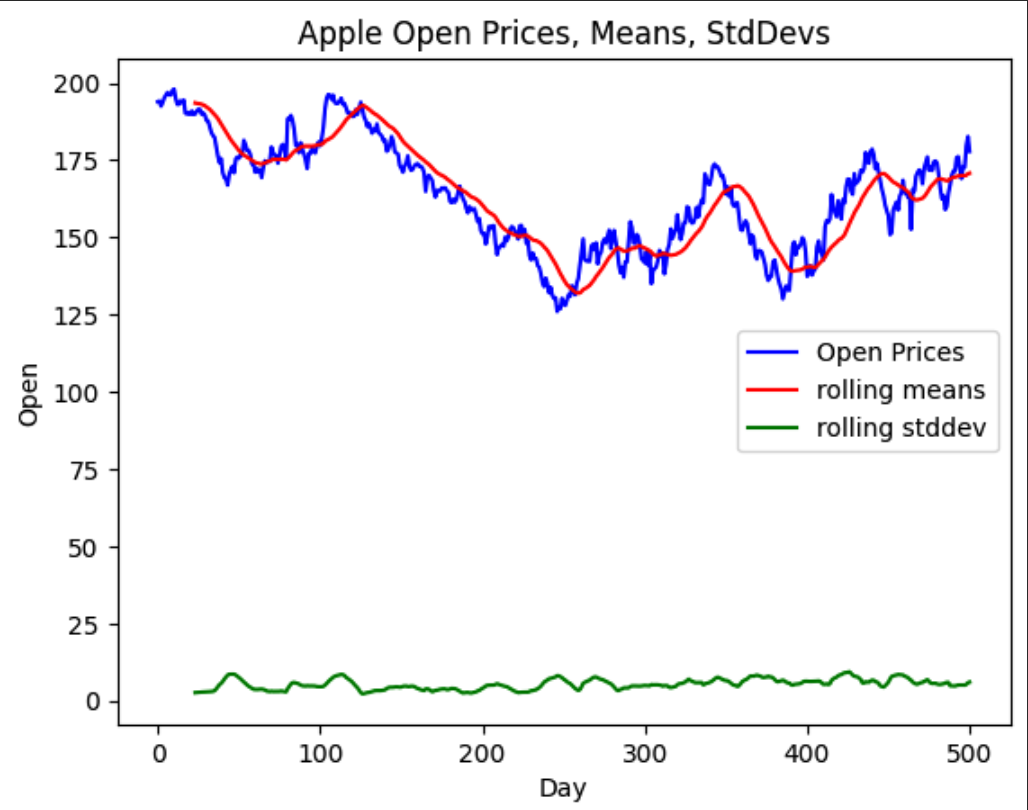 Apple Open Prices, Means, StdDevs
200
175
150
125
100
75
50
25
0
Open
Open Prices
rolling means
rolling stddev
0 100 200 300 400 500
Day